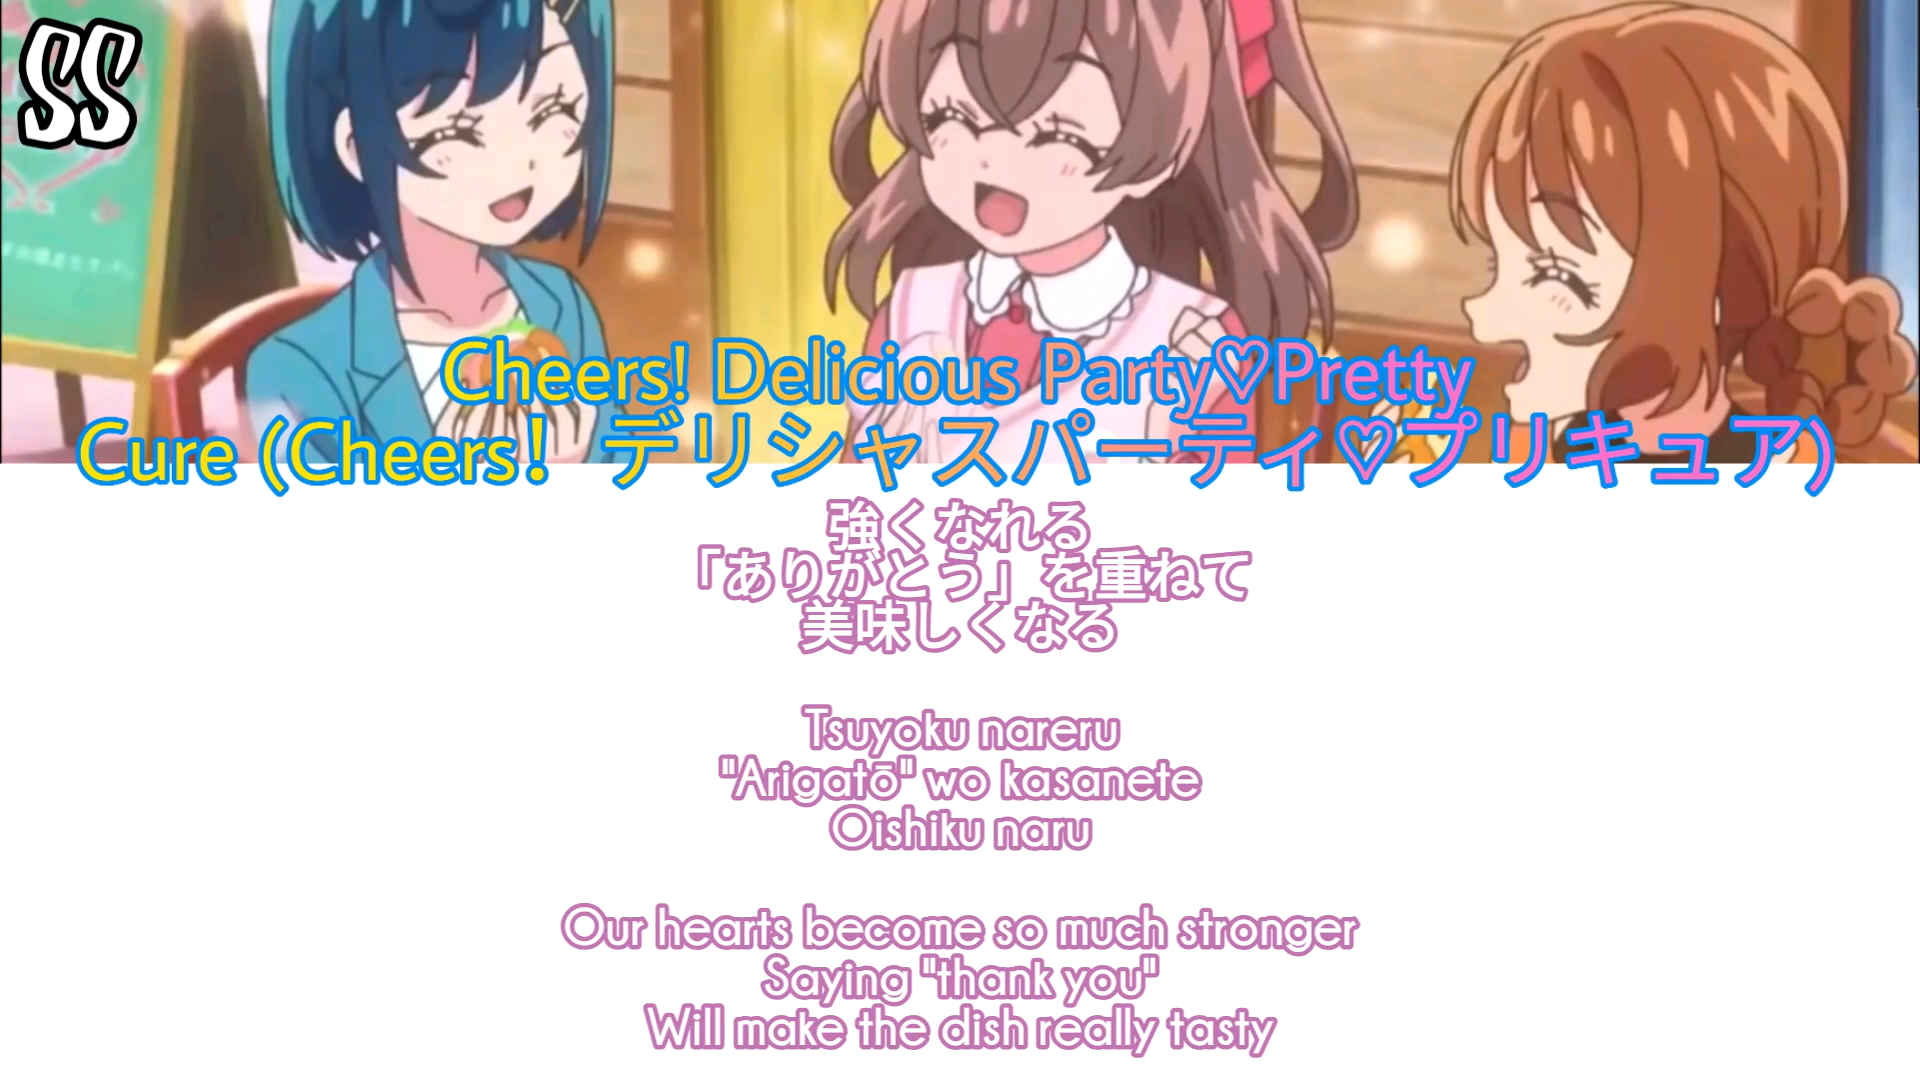 SS
Cheers! Delicious Party♡Pretty
Cure (Cheers！ デリシャスパーティ♡プリキュア)
強くなれる
「ありがとう」を重ねて
美味しくなる
Tsuyoku nareru
"Arigatō" wo kasanete
Oishiku naru
Our hearts become so much stronger
Saying "thank you"
Will make the dish really tasty